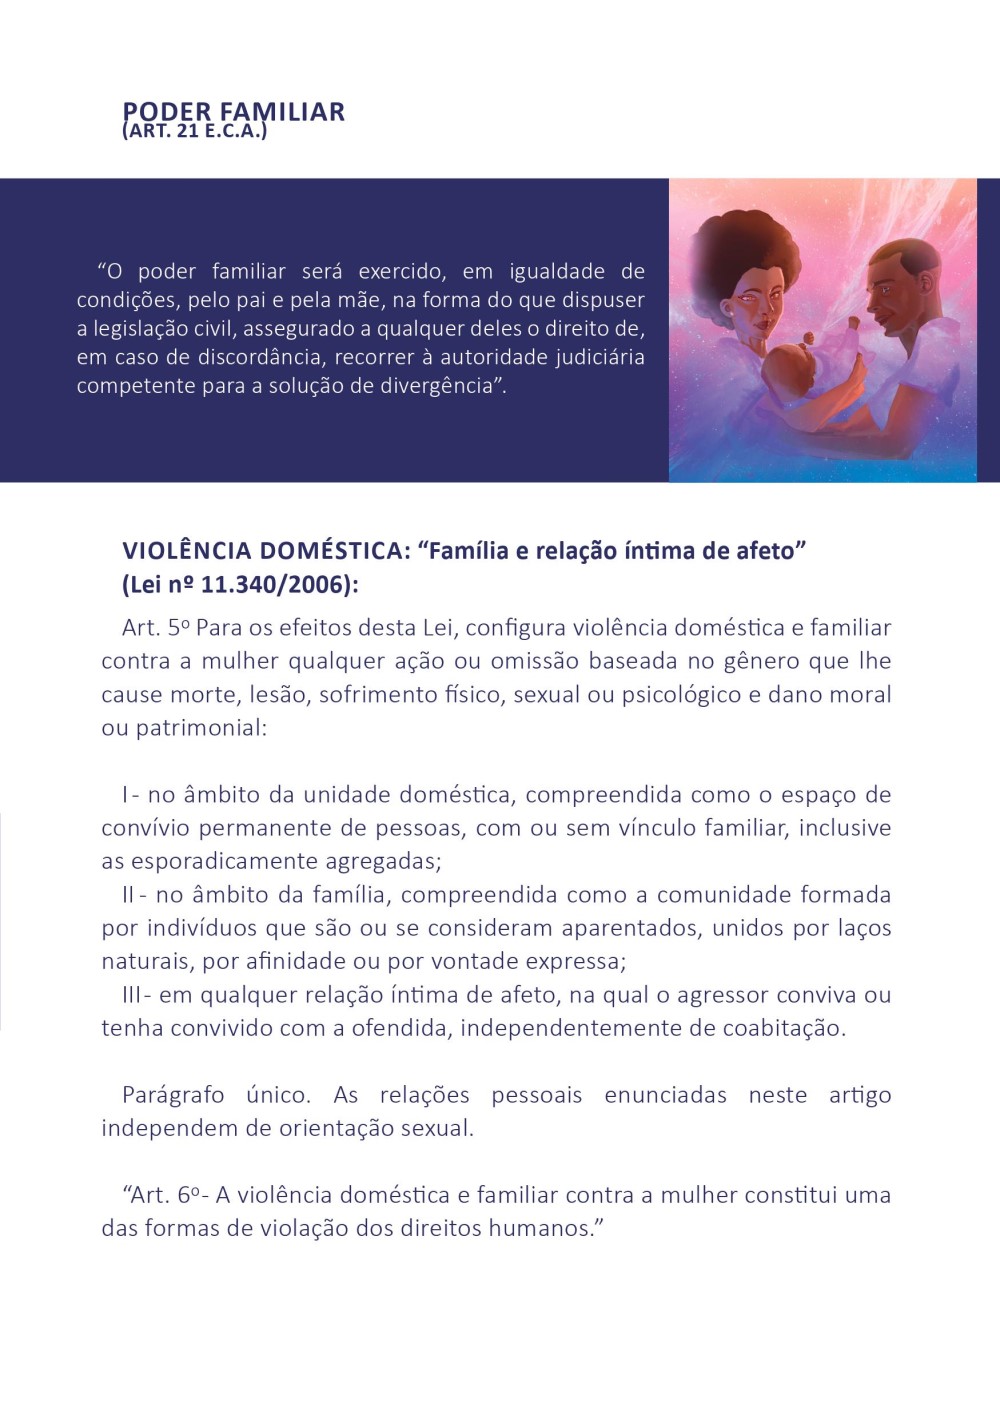 PODER FAMILIAR
(ART. 21 E.C.A.)
“O poder familiar será exercido, em igualdade de
condições, pelo pai e pela mãe, na forma do que dispuser
a legislação civil, assegurado a qualquer deles o direito de,
em caso de discordância, recorrer à autoridade judiciária
competente para a solução de divergência”.
VIOLÊNCIA DOMÉSTICA: “Família e relação íntima de afeto”
(Lei nº 11.340/2006):
Art. 5º Para os efeitos desta Lei, configura violência doméstica e familiar
contra a mulher qualquer ação ou omissão baseada no gênero que lhe
cause morte, lesão, sofrimento físico, sexual ou psicológico e dano moral
ou patrimonial:
I - no âmbito da unidade doméstica, compreendida como o espaço de
convívio permanente de pessoas, com ou sem vínculo familiar, inclusive
as esporadicamente agregadas;
II - no âmbito da família, compreendida como a comunidade formada
por indivíduos que são ou se consideram aparentados, unidos por laços
naturais, por afinidade ou por vontade expressa;
III - em qualquer relação íntima de afeto, na qual o agressor conviva ou
tenha convivido com a ofendida, independentemente de coabitação.
Parágrafo único. As relações pessoais enunciadas neste artigo
independem de orientação sexual.
“Art. 6º - A violência doméstica e familiar contra a mulher constitui uma
das formas de violação dos direitos humanos.”